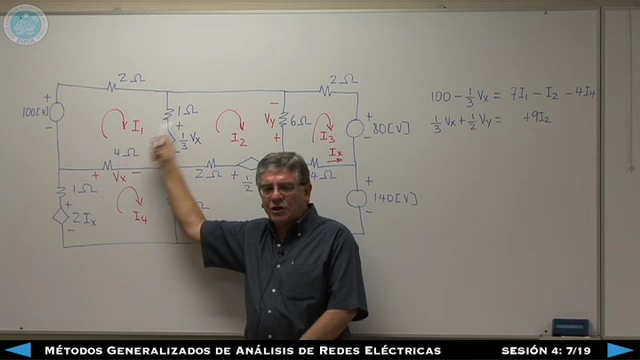 2Ω
2Ω
100[V]
+
-
I1
1Ω
+
1/3 Vx
I2
-
Vy
+
6Ω
I3
Ix
+
80[V]
-
4Ω
+ Vx -
2Ω
+ 1/2
4Ω
1Ω
+
2Ix
-
I4
Ω
+
140[V]
-
100 - 1/3 Vx = 7I1 - I2 - 4I4
1/3 Vx + 1/2 Vy = +9I2
MÉTODOS GENERALIZADOS DE ANÁLISIS DE REDES ELÉCTRICAS
SESIÓN 4: 7/19